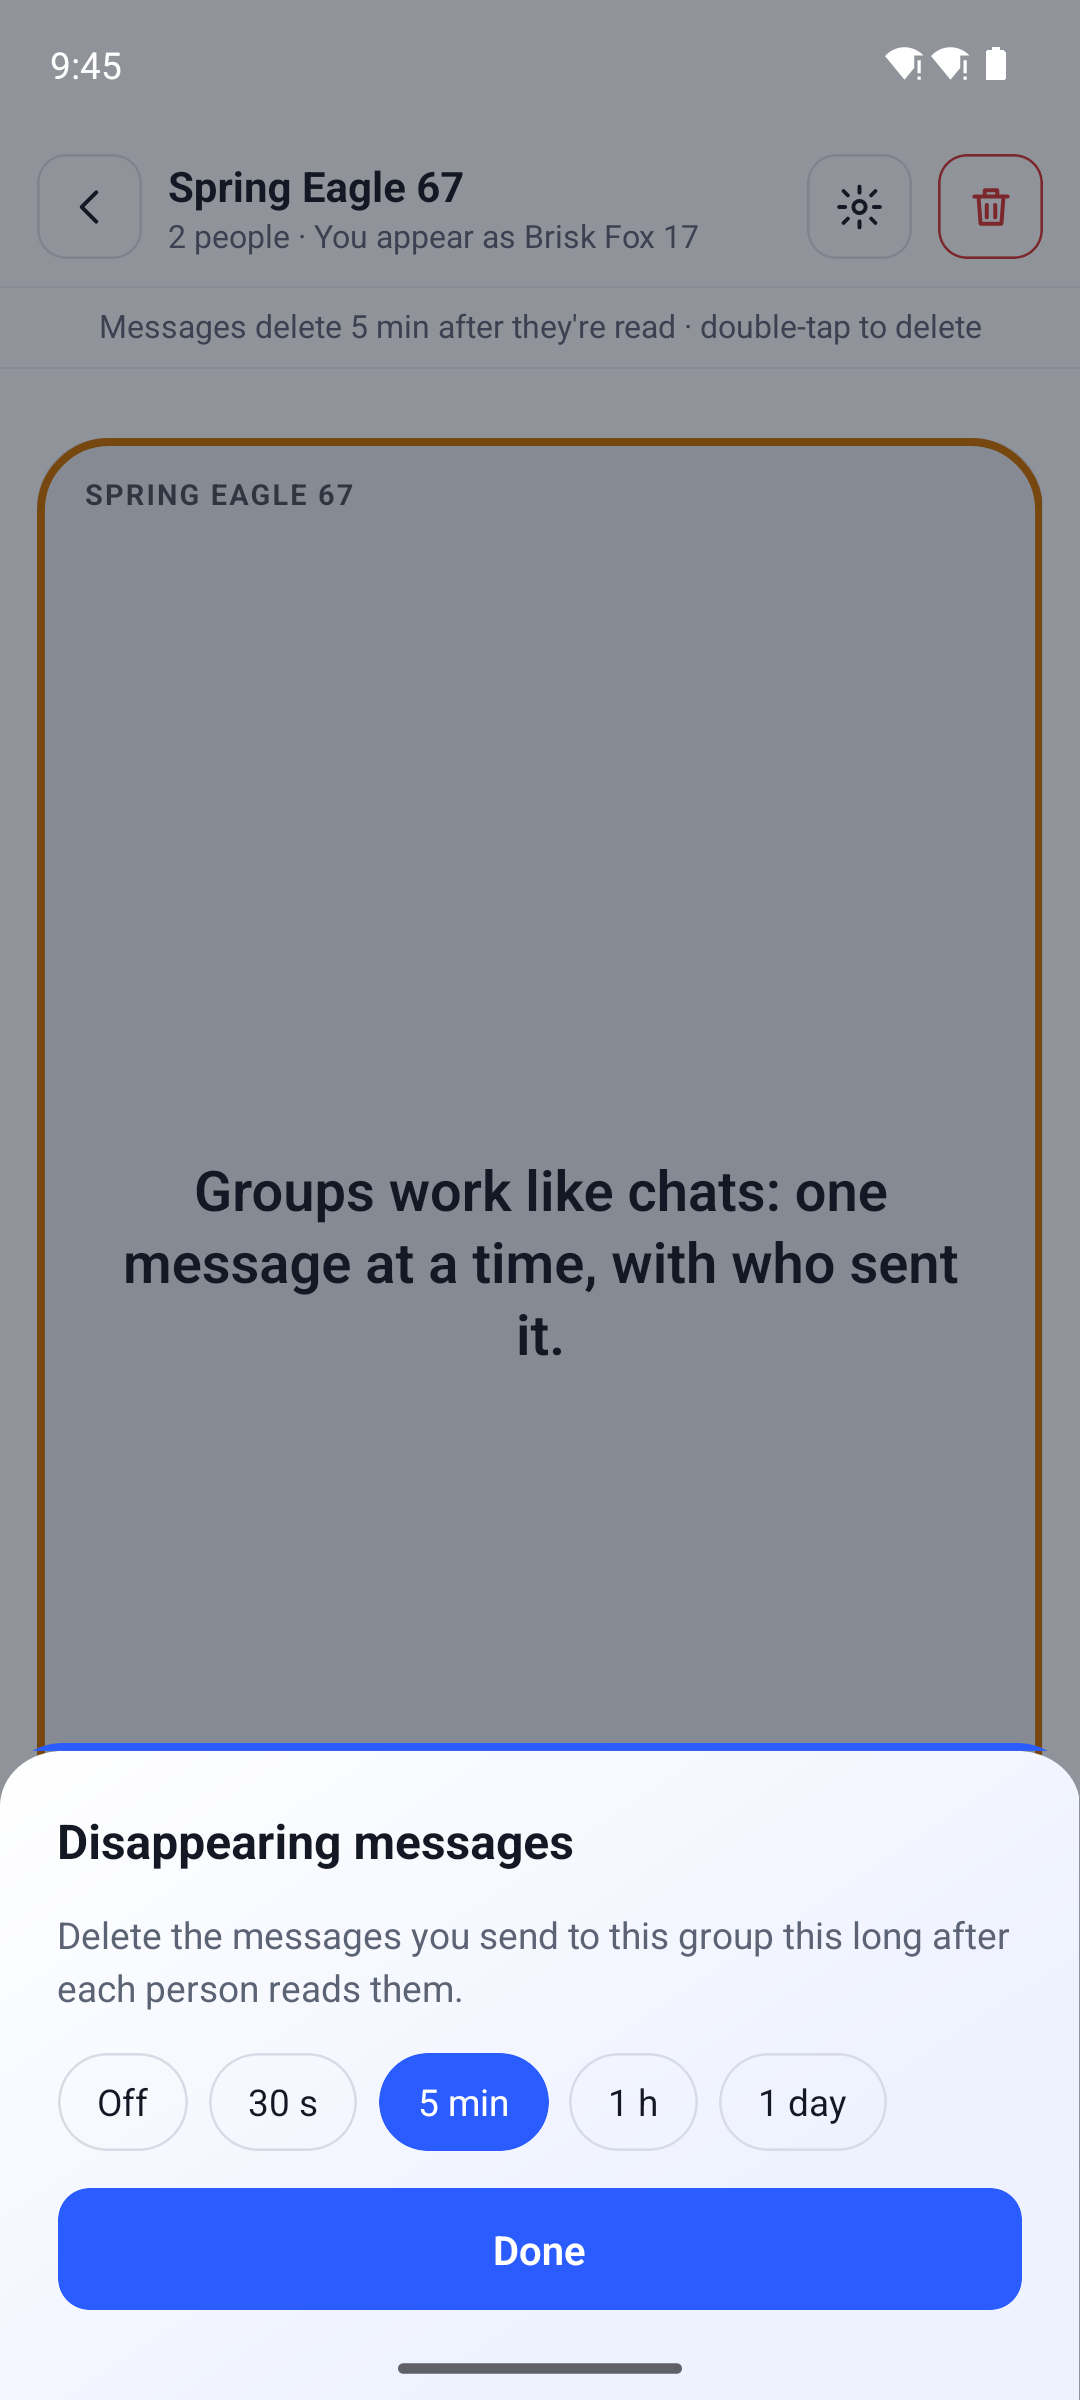 9:45
Spring Eagle 67
2 people · You appear as Brisk Fox 17
Messages delete 5 min after they're read · double-tap to delete
SPRING EAGLE 67
Groups work like chats: one
message at a time, with who sent
it.
Disappearing messages
Delete the messages you send to this group this long after
each person reads them.
Off 30 s 5 min 1 h 1 day
Done